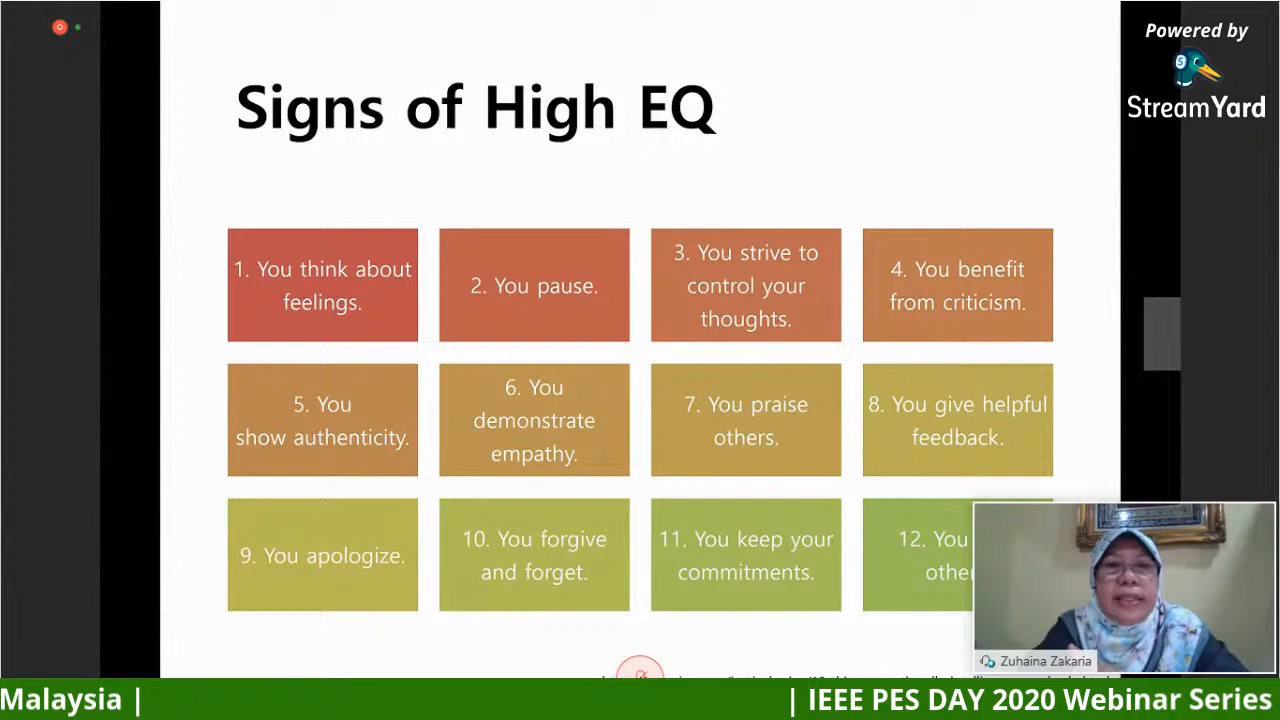 Powered by
StreamYard
Signs of High EQ
1. You think about
feelings.
2. You pause.
3. You strive to
control your
thoughts.
4. You benefit
from criticism.
5. You
show authenticity.
6. You
demonstrate
empathy.
7. You praise
others.
8. You give helpful
feedback.
9. You apologize.
10. You forgive
and forget.
11. You keep your
commitments.
12. You
Zuhaina Zakaria
Malaysia |
| IEEE PES DAY 2020 Webinar Series